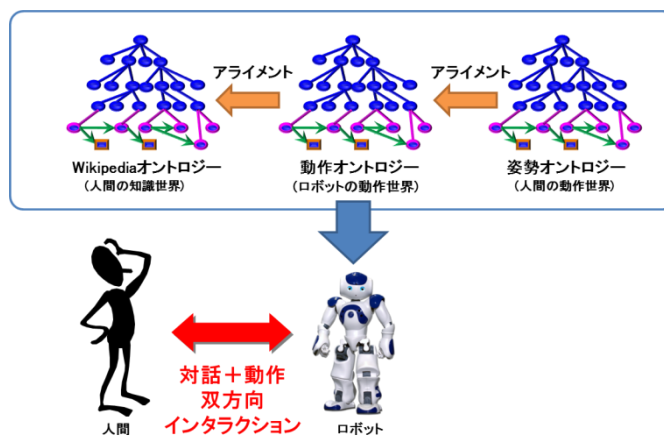 アライメント
アライメント
Wikipediaオントロジー
(人間の知識世界)
動作オントロジー
(ロボットの動作世界)
姿勢オントロジー
(人間の動作世界)
対話＋動作
双方向
インタラクション
人間
ロボット